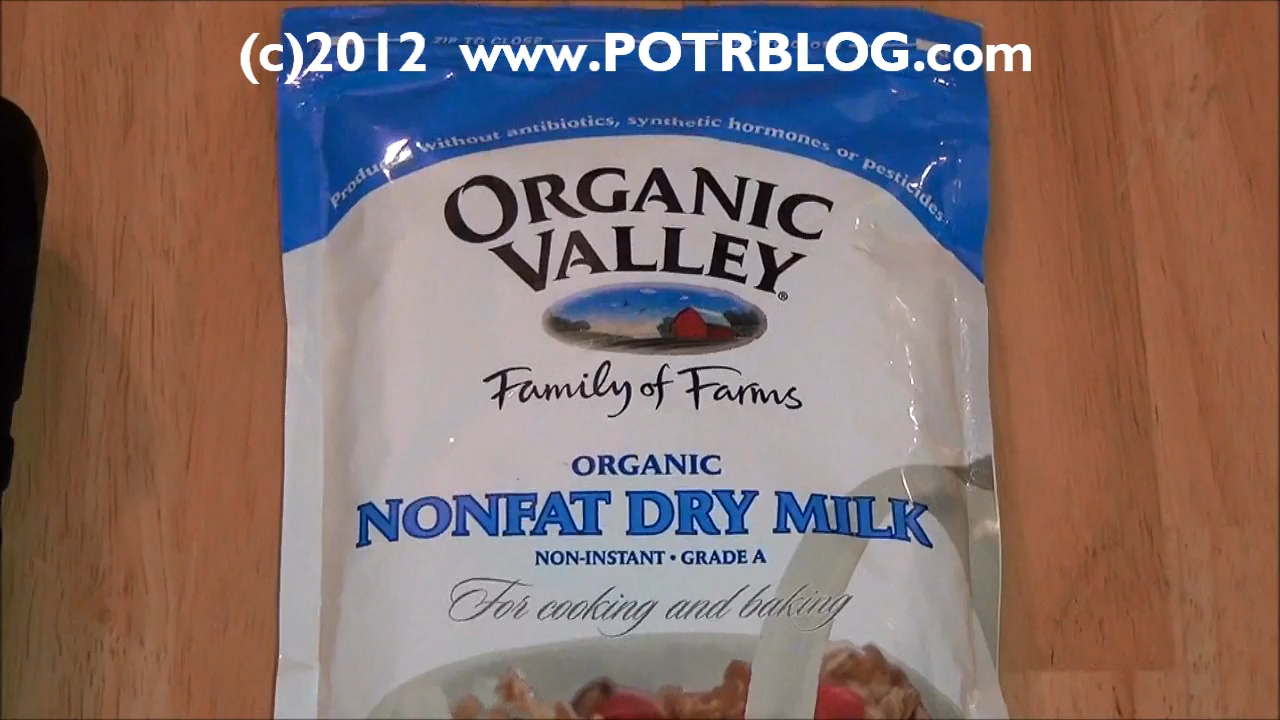 (c)2012 www.POTRBLOG.com
ZIP TO CLOSE
without antibiotics, synthetic hormones or pesticides.
ORGANIC
VALLEY®
Family of Farms
ORGANIC
NONFAT DRY MILK
NON-INSTANT • GRADE A
For cooking and baking